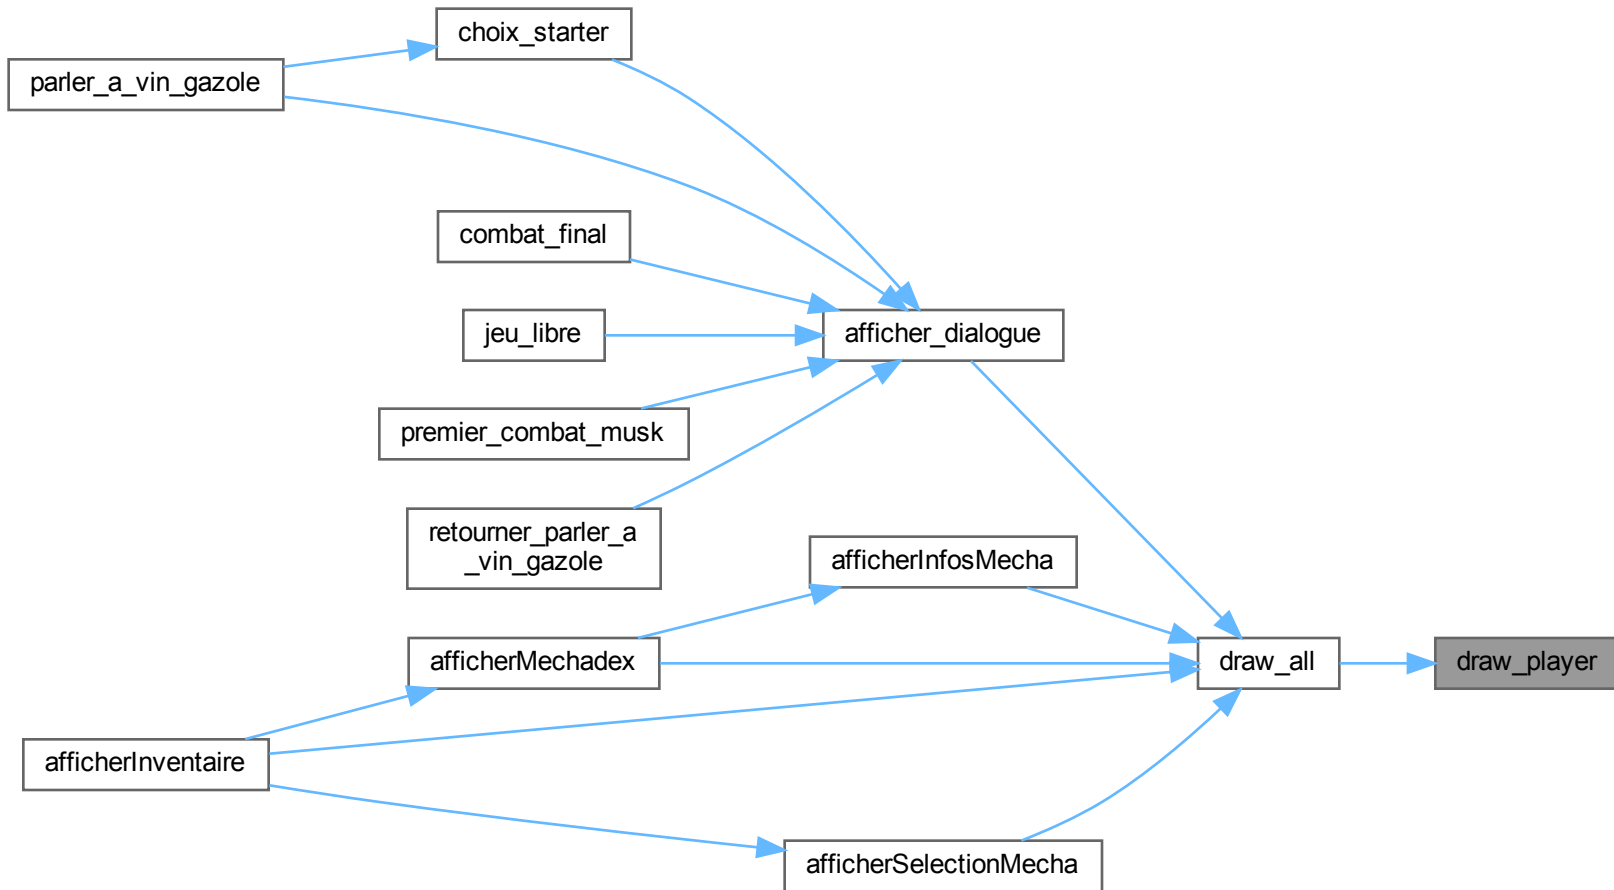 choix_starter
parler_a_vin_gazole
combat_final
jeu_libre
afficher_dialogue
premier_combat_musk
retourner_parler_a
_vin_gazole
afficherInfosMecha
afficherMechadex
draw_all
draw_player
afficherInventaire
afficherSelectionMecha